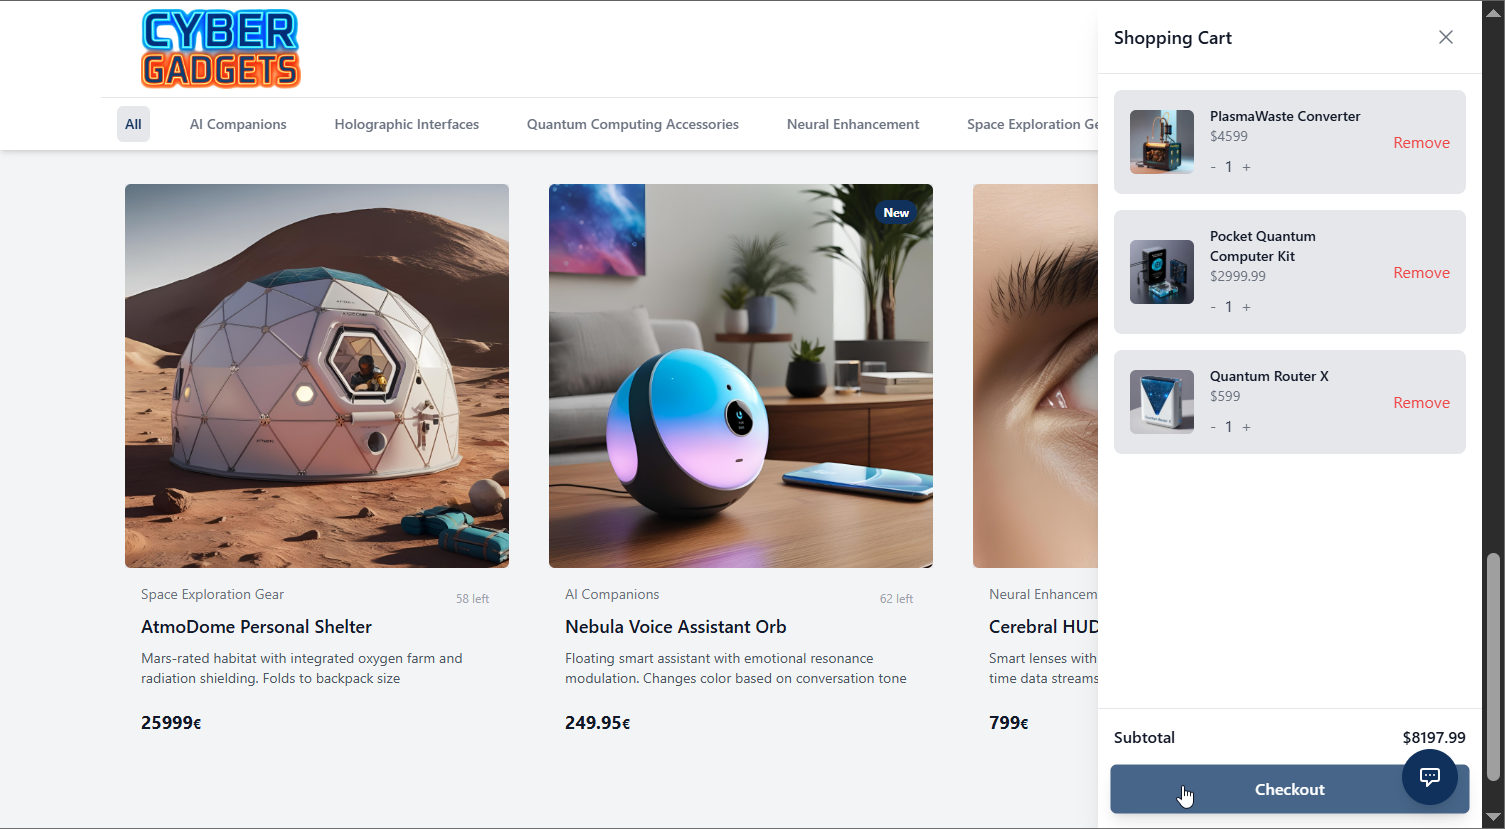 CYBER
GADGETS
All
AI Companions
Holographic Interfaces
Quantum Computing Accessories
Neural Enhancement
Space Exploration Ge
New
Space Exploration Gear
58 left
AtmoDome Personal Shelter
Mars-rated habitat with integrated oxygen farm and
radiation shielding. Folds to backpack size
25999€
AI Companions
62 left
Nebula Voice Assistant Orb
Floating smart assistant with emotional resonance
modulation. Changes color based on conversation tone
249.95€
Neural Enhancem
Cerebral HUD
Smart lenses with
time data streams
799€
Shopping Cart
PlasmaWaste Converter
$4599
- 1 +
Remove
Pocket Quantum
Computer Kit
$2999.99
- 1 +
Remove
Quantum Router X
$599
- 1 +
Remove
Subtotal
$8197.99
Checkout